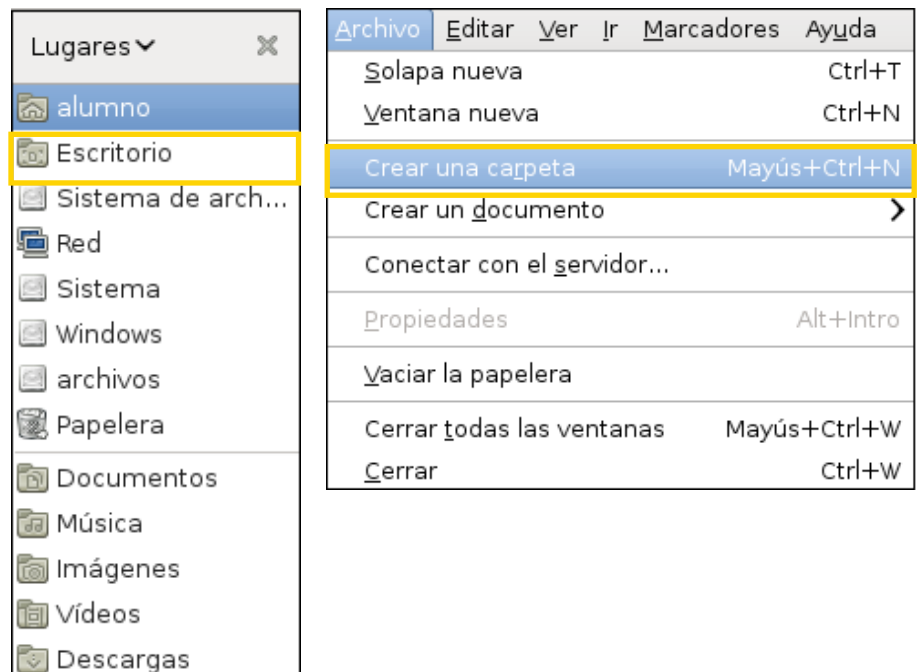 Lugares
alumno
Escritorio
Sistema de arch...
Red
Sistema
Windows
archivos
Papelera
Documentos
Música
Imágenes
Vídeos
Descargas
Archivo Editar Ver Ir Marcadores Ayuda
Solapa nueva Ctrl+T
Ventana nueva Ctrl+N
Crear una carpeta Mayús+Ctrl+N
Crear un documento
Conectar con el servidor...
Propiedades Alt+Intro
Vaciar la papelera
Cerrar todas las ventanas Mayús+Ctrl+W
Cerrar Ctrl+W